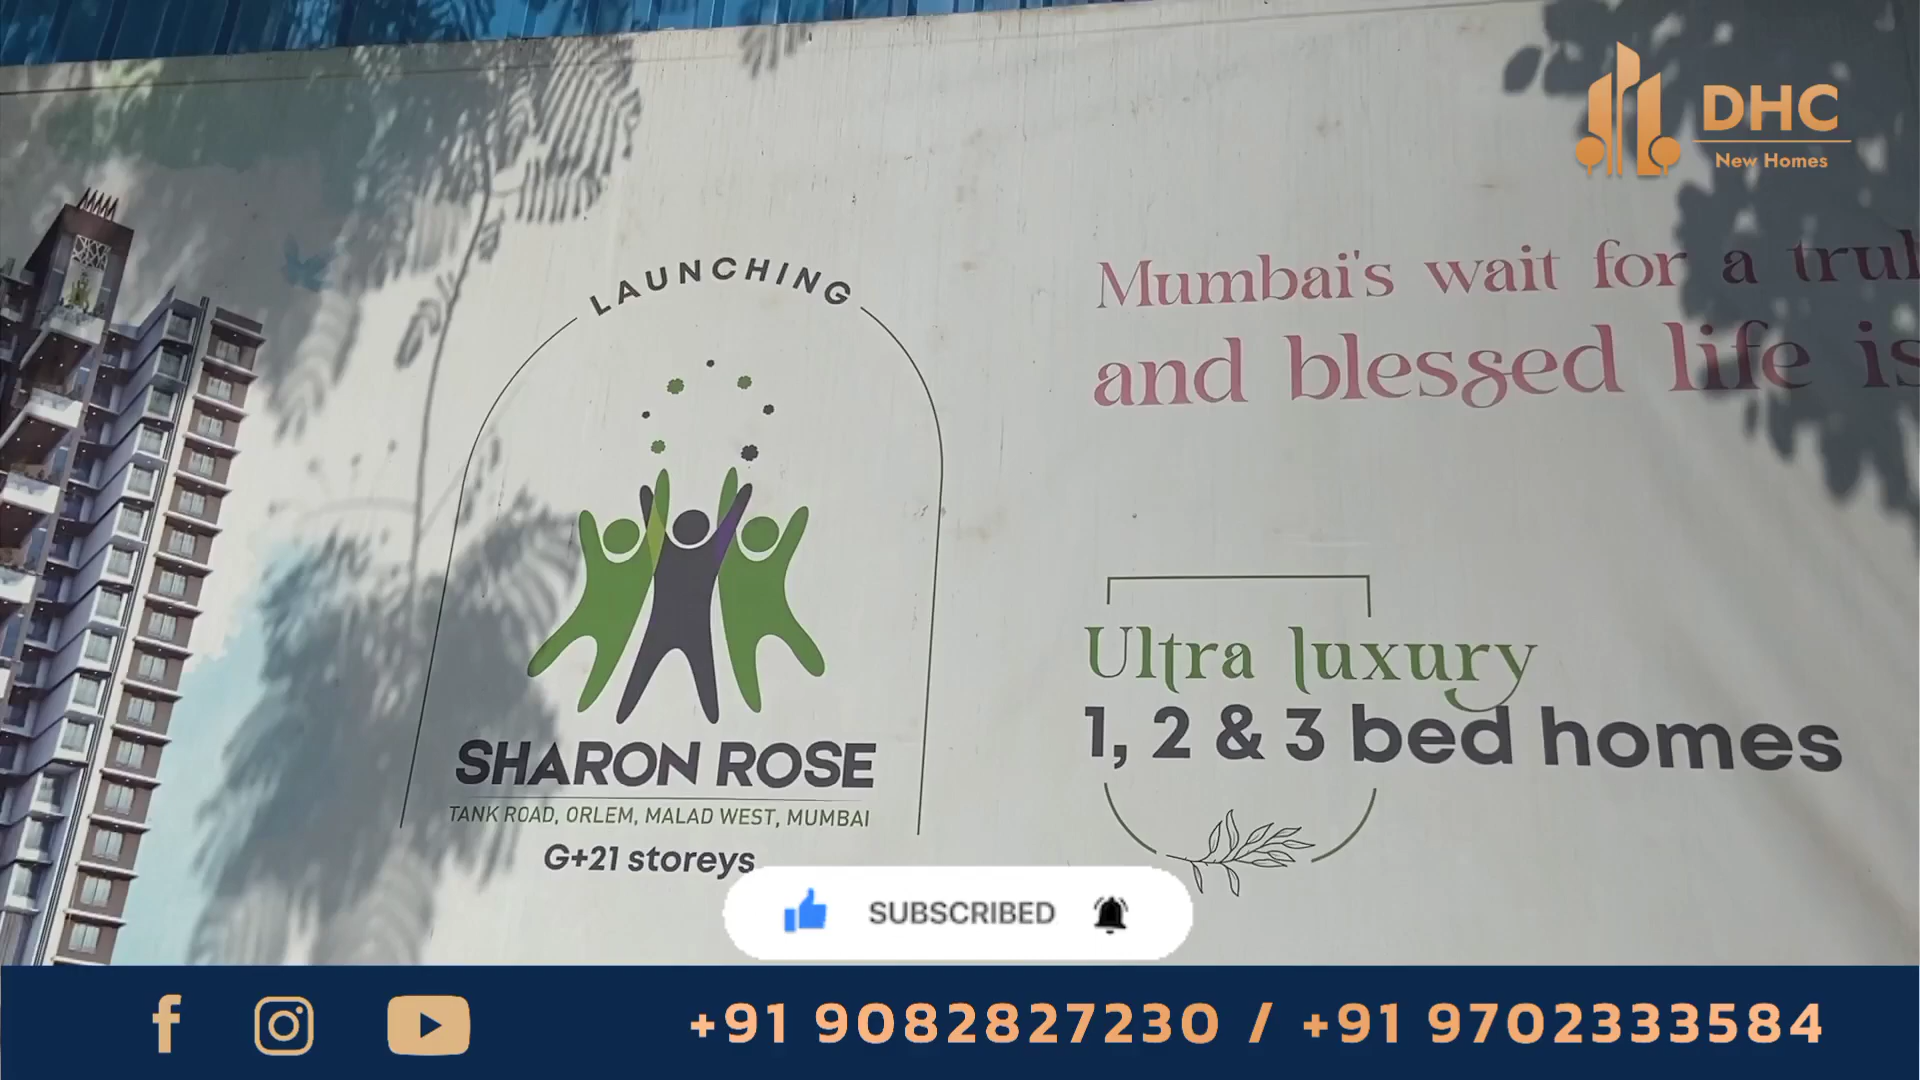 DHC
New Homes
LAUNCHING
SHARON ROSE
TANK ROAD, ORLEM, MALAD WEST, MUMBAI
G+21 storeys
Mumbai's wait for a
and blessed life is
Ultra luxury
1, 2 & 3 bed homes
SUBSCRIBED
+91 9082827230 / +91 9702333584